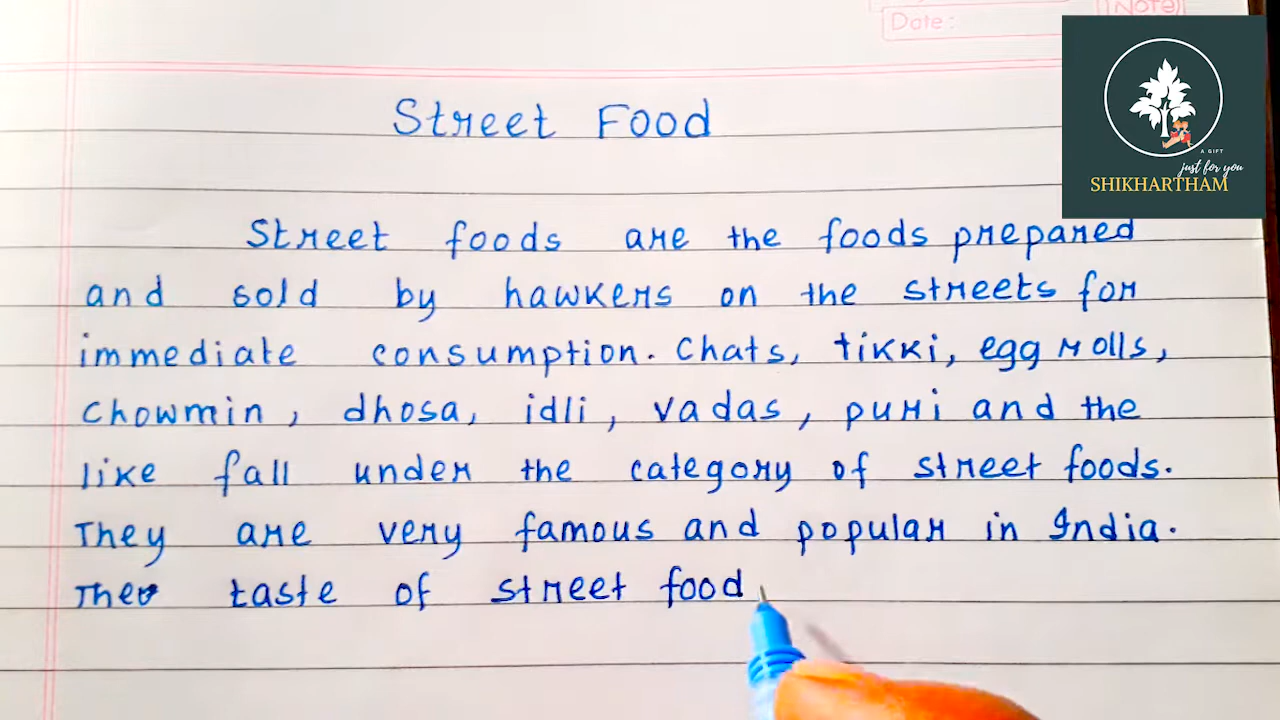 Note
Date:
A GIFT
just for you
SHIKHARTHAM
Street Food
Street foods are the foods prepared
and sold by hawkers on the streets for
immediate consumption. Chats, tikki, egg rolls,
chowmin, dhosa, idli, vadas, puri and the
like fall under the category of street foods.
They are very famous and popular in India.
The taste of street food